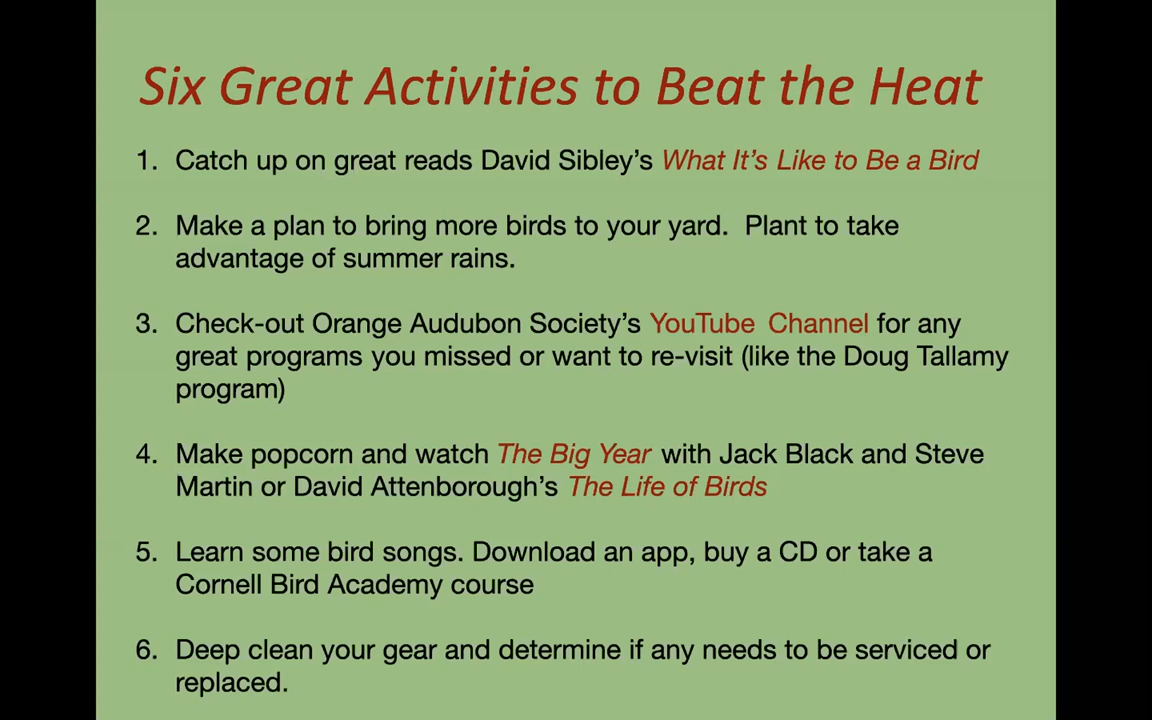 Six Great Activities to Beat the Heat
1. Catch up on great reads David Sibley's What It's Like to Be a Bird
2. Make a plan to bring more birds to your yard.  Plant to take
advantage of summer rains.
3. Check-out Orange Audubon Society's YouTube Channel for any
great programs you missed or want to re-visit (like the Doug Tallamy
program)
4. Make popcorn and watch The Big Year with Jack Black and Steve
Martin or David Attenborough's The Life of Birds
5. Learn some bird songs. Download an app, buy a CD or take a
Cornell Bird Academy course
6. Deep clean your gear and determine if any needs to be serviced or
replaced.